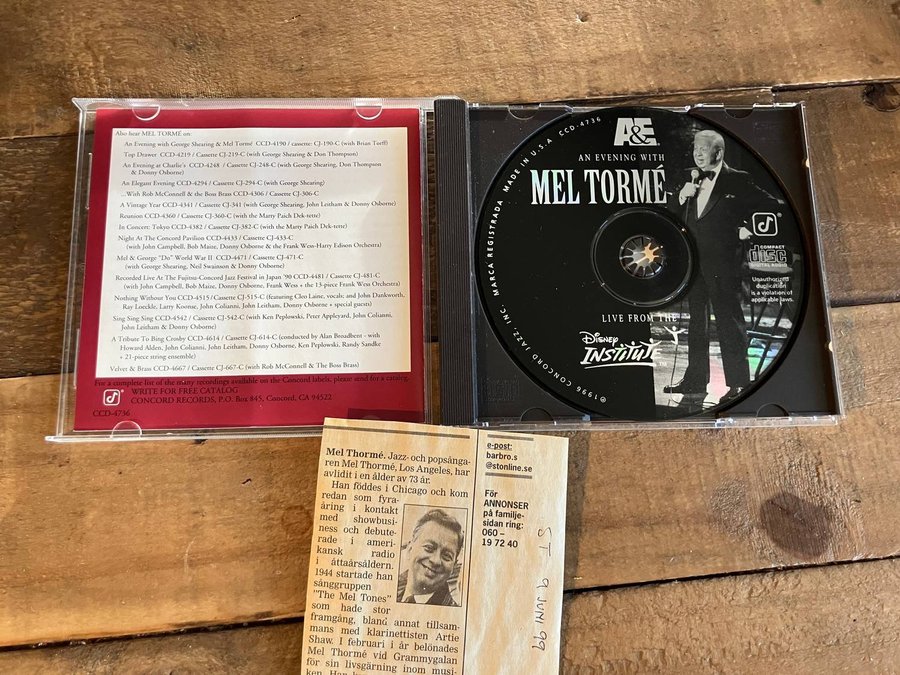 Also hear MEL TORMÉ on:
An Evening with George Shearing & Mel Tormé CCD-4190 / cassette: CJ-190-C (with Brian Torff)
Top Drawer CCD-4219 / Cassette CJ-219-C (with George Shearing & Don Thompson)
An Evening at Charlie's CCD-4248 / Cassette CJ-248-C (with George Shearing, Don Thompson
& Donny Osborne)
An Elegant Evening CCD-4294 / Cassette CJ-294-C (with George Shearing)
...With Rob McConnell & the Boss Brass CCD-4306 / Cassette CJ-306-C
A Vintage Year CCD-4341 / Cassette CJ-341 (with George Shearing, John Leitham & Donny Osborne)
Reunion CCD-4360 / Cassette CJ-360-C (with the Marty Paich Dek-tette)
In Concert: Tokyo CCD-4382 / Cassette CJ-382-C (with the Marty Paich Dek-tette)
Night At The Concord Pavilion CCD-4433 / Cassette CJ-433-C
(with John Campbell, Bob Maize, Donny Osborne & the Frank Wess-Harry Edison Orchestra)
Mel & George "Do" World War II CCD-4471 / Cassette CJ-471-C
(with George Shearing, Neil Swainson & Donny Osborne)
Recorded Live At The Fujitsu-Concord Jazz Festival in Japan '90 CCD-4481 / Cassette CJ-481-C
(with John Campbell, Bob Maize, Donny Osborne, Frank Wess + the 13-piece Frank Wess Orchestra)
Nothing Without You CCD-4515/Cassette CJ-515-C (featuring Cleo Laine, vocals; and John Dankworth,
Ray Loeckle, Larry Koonse, John Colianni, John Leitham, Donny Osborne + special guests)
Sing Sing Sing CCD-4542 / Cassette CJ-542-C (with Ken Peplowski, Peter Appleyard, John Colianni,
John Leitham & Donny Osborne)
A Tribute To Bing Crosby CCD-4614 / Cassette CJ-614-C (conducted by Alan Broadbent - with
Howard Alden, John Colianni, John Leitham, Donny Osborne, Ken Peplowski, Randy Sandke
+ 21-piece string ensemble)
Velvet & Brass CCD-4667 / Cassette CJ-667-C (with Rob McConnell & The Boss Brass)
For a complete list of the many recordings available on the Concord labels, please send for a catalog.
WRITE FOR FREE CATALOG
CONCORD RECORDS, P.O. Box 845, Concord, CA 94522
CCD-4736
A&E
AN EVENING WITH
MEL TORMÉ
LIVE FROM THE
DISNEY
INSTITUTE
TM
COMPACT
disc
DIGITAL AUDIO
Unauthorized
duplication
is a violation of
applicable laws.
℗1996 CONCORD JAZZ, INC. MARCA REGISTRADA MADE IN U.S.A. CCD-4736
Mel Thormé. Jazz- och popsånga-
ren Mel Thormé, Los Angeles, har
avlidit i en ålder av 73 år.
Han föddes i Chicago och kom
redan som fyra-
åring i kontakt
med showbusi-
ness och debute-
rade i ameri-
kansk radio
i åttaårsåldern.
1944 startade han
sånggruppen
"The Mel Tones"
som hade stor
framgång, bland annat tillsam-
mans med klarinettisten Artie
Shaw. I februari i år belönades
Mel Thormé vid Grammygalan
för sin livsgärning inom musi-
ken. Han
e-post:
barbro.s
@stonline.se
För
ANNONSER
på familje-
sidan ring:
060 –
19 72 40
ST 9 JUNI 99